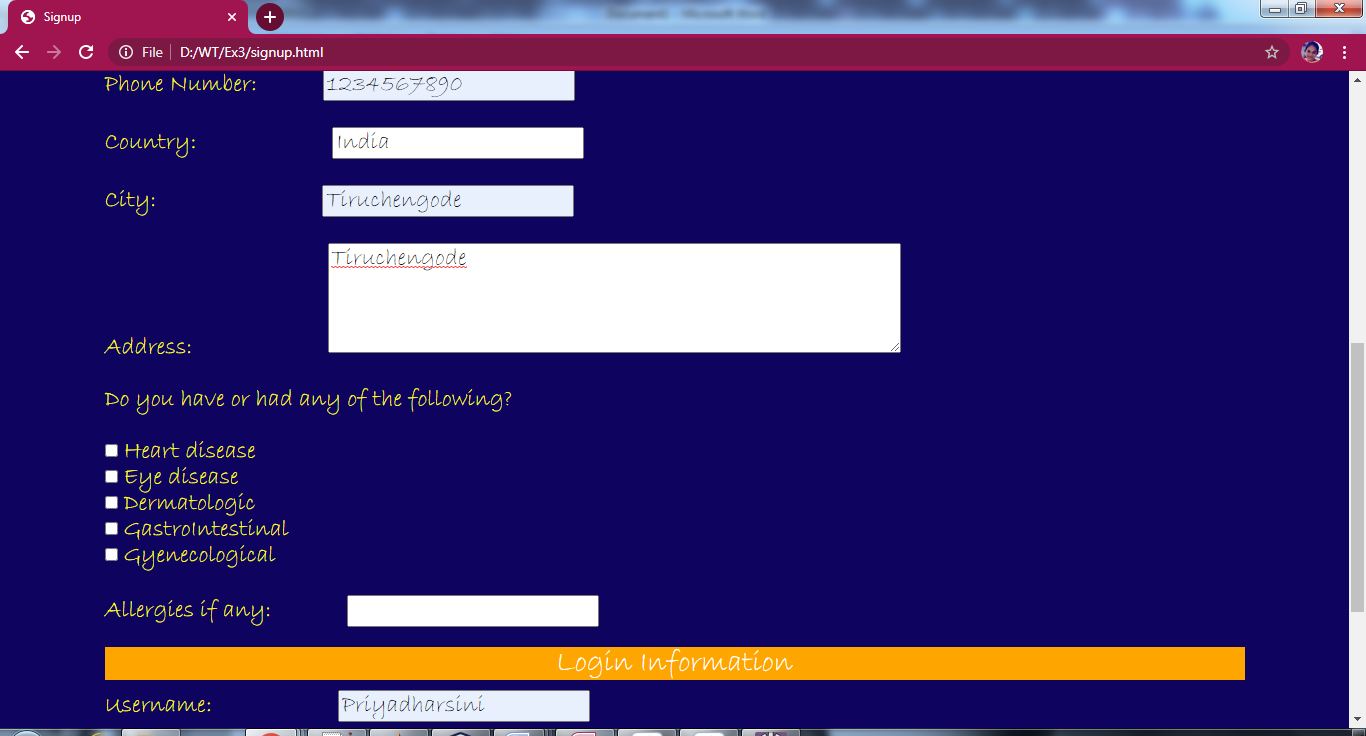 Signup
File D:/WT/Ex3/signup.html
Phone Number: 1234567890
Country: India
City: Tiruchengode
Tiruchengode
Address:
Do you have or had any of the following?
Heart disease
Eye disease
Dermatologic
GastroIntestinal
Gyenecological
Allergies if any:
Login Information
Username: Priyadharsini